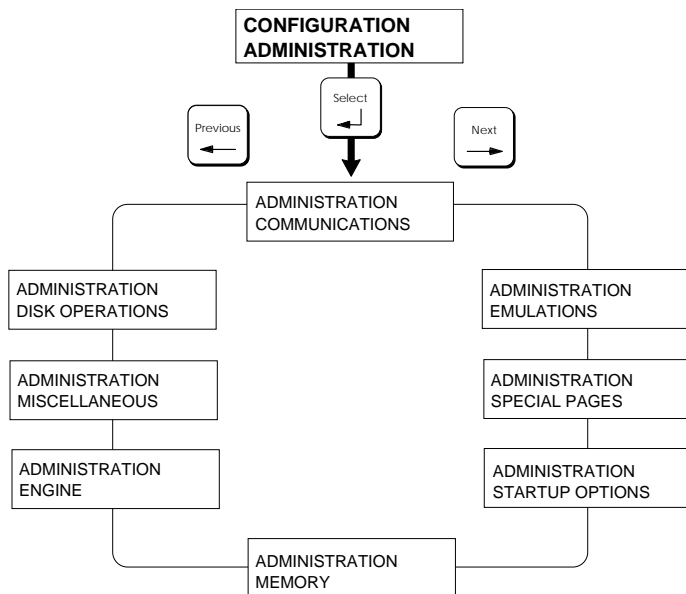 CONFIGURATION
ADMINISTRATION
Select
Previous
Next
ADMINISTRATION
COMMUNICATIONS
ADMINISTRATION
DISK OPERATIONS
ADMINISTRATION
EMULATIONS
ADMINISTRATION
MISCELLANEOUS
ADMINISTRATION
SPECIAL PAGES
ADMINISTRATION
ENGINE
ADMINISTRATION
STARTUP OPTIONS
ADMINISTRATION
MEMORY